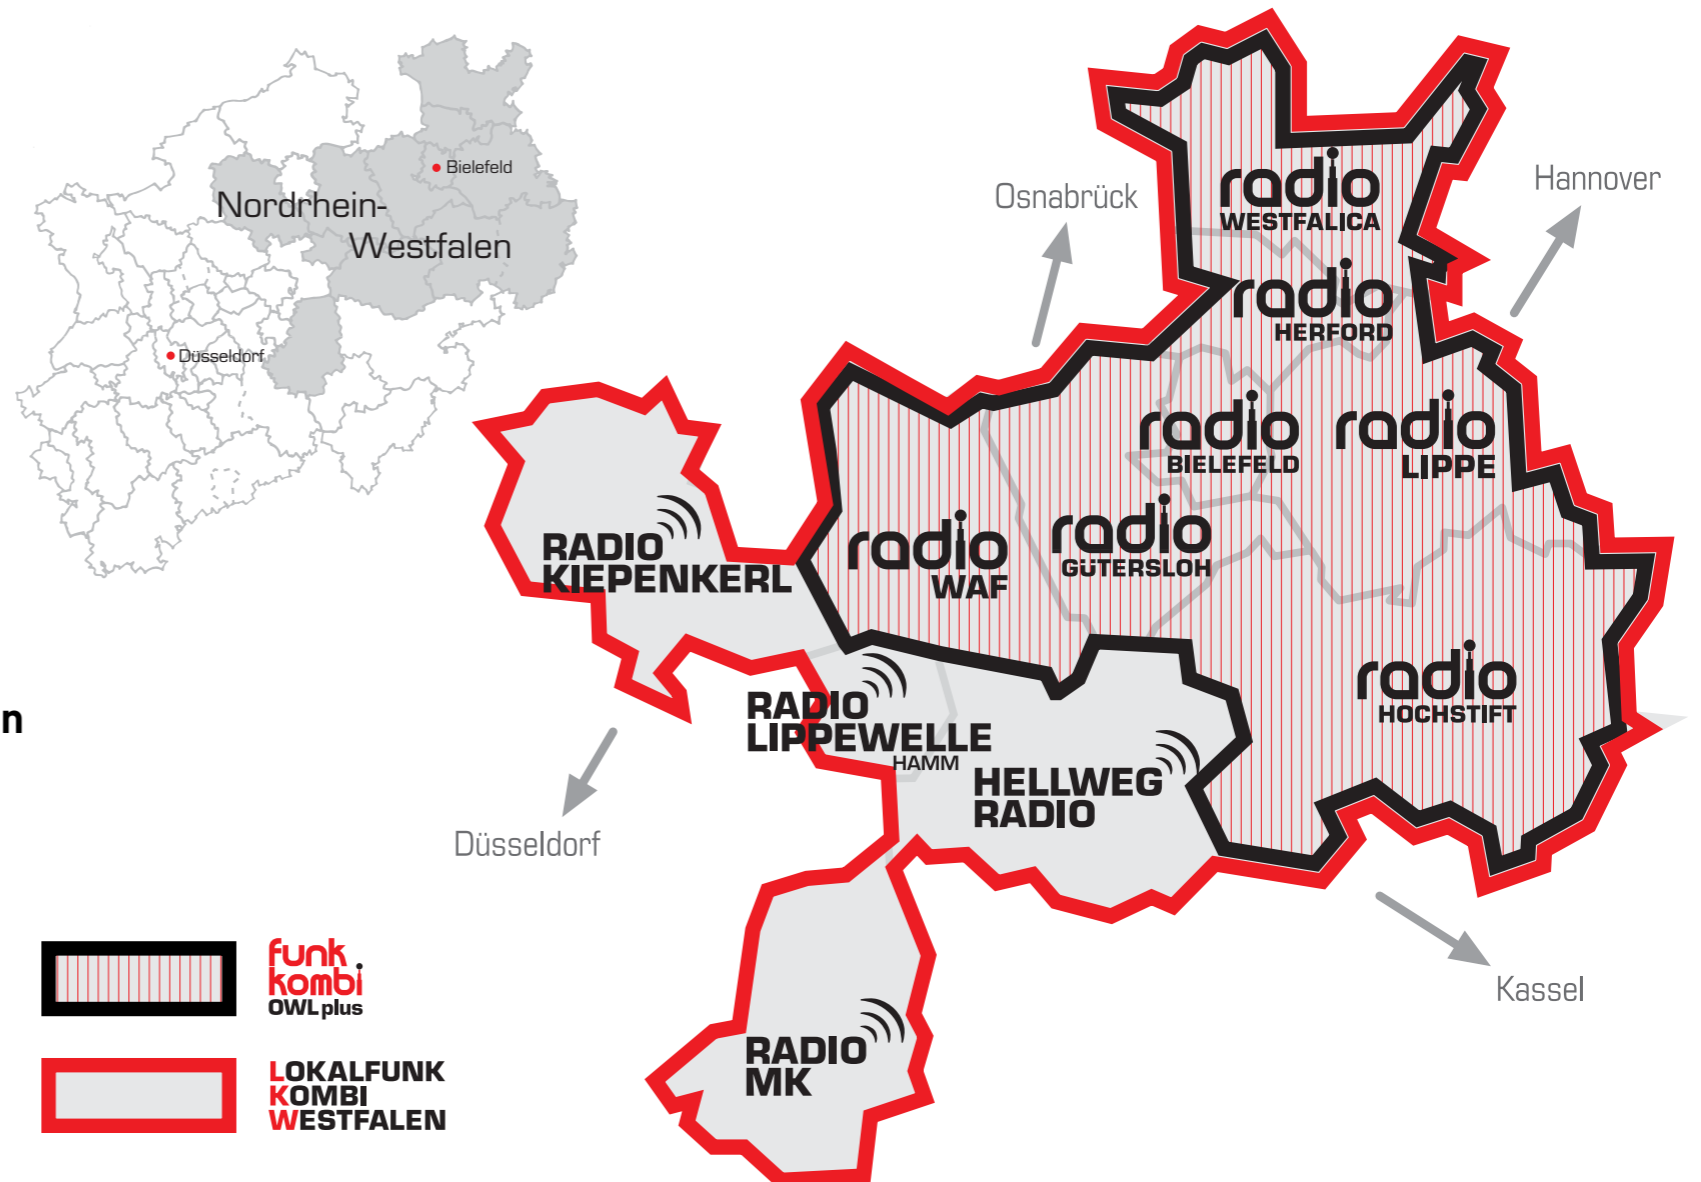 Bielefeld
Nordrhein-
Westfalen
Düsseldorf
Osnabrück
Hannover
radio
WESTFALICA
radio
HERFORD
radio
BIELEFELD
radio
LIPPE
RADIO
KIEPENKERL
radio
WAF
radio
GÜTERSLOH
radio
HOCHSTIFT
RADIO
LIPPEWELLE
HAMM
HELLWEG
RADIO
n
Düsseldorf
Kassel
RADIO
MK
funk
kombi
OWL plus
LOKALFUNK
KOMBI
WESTFALEN